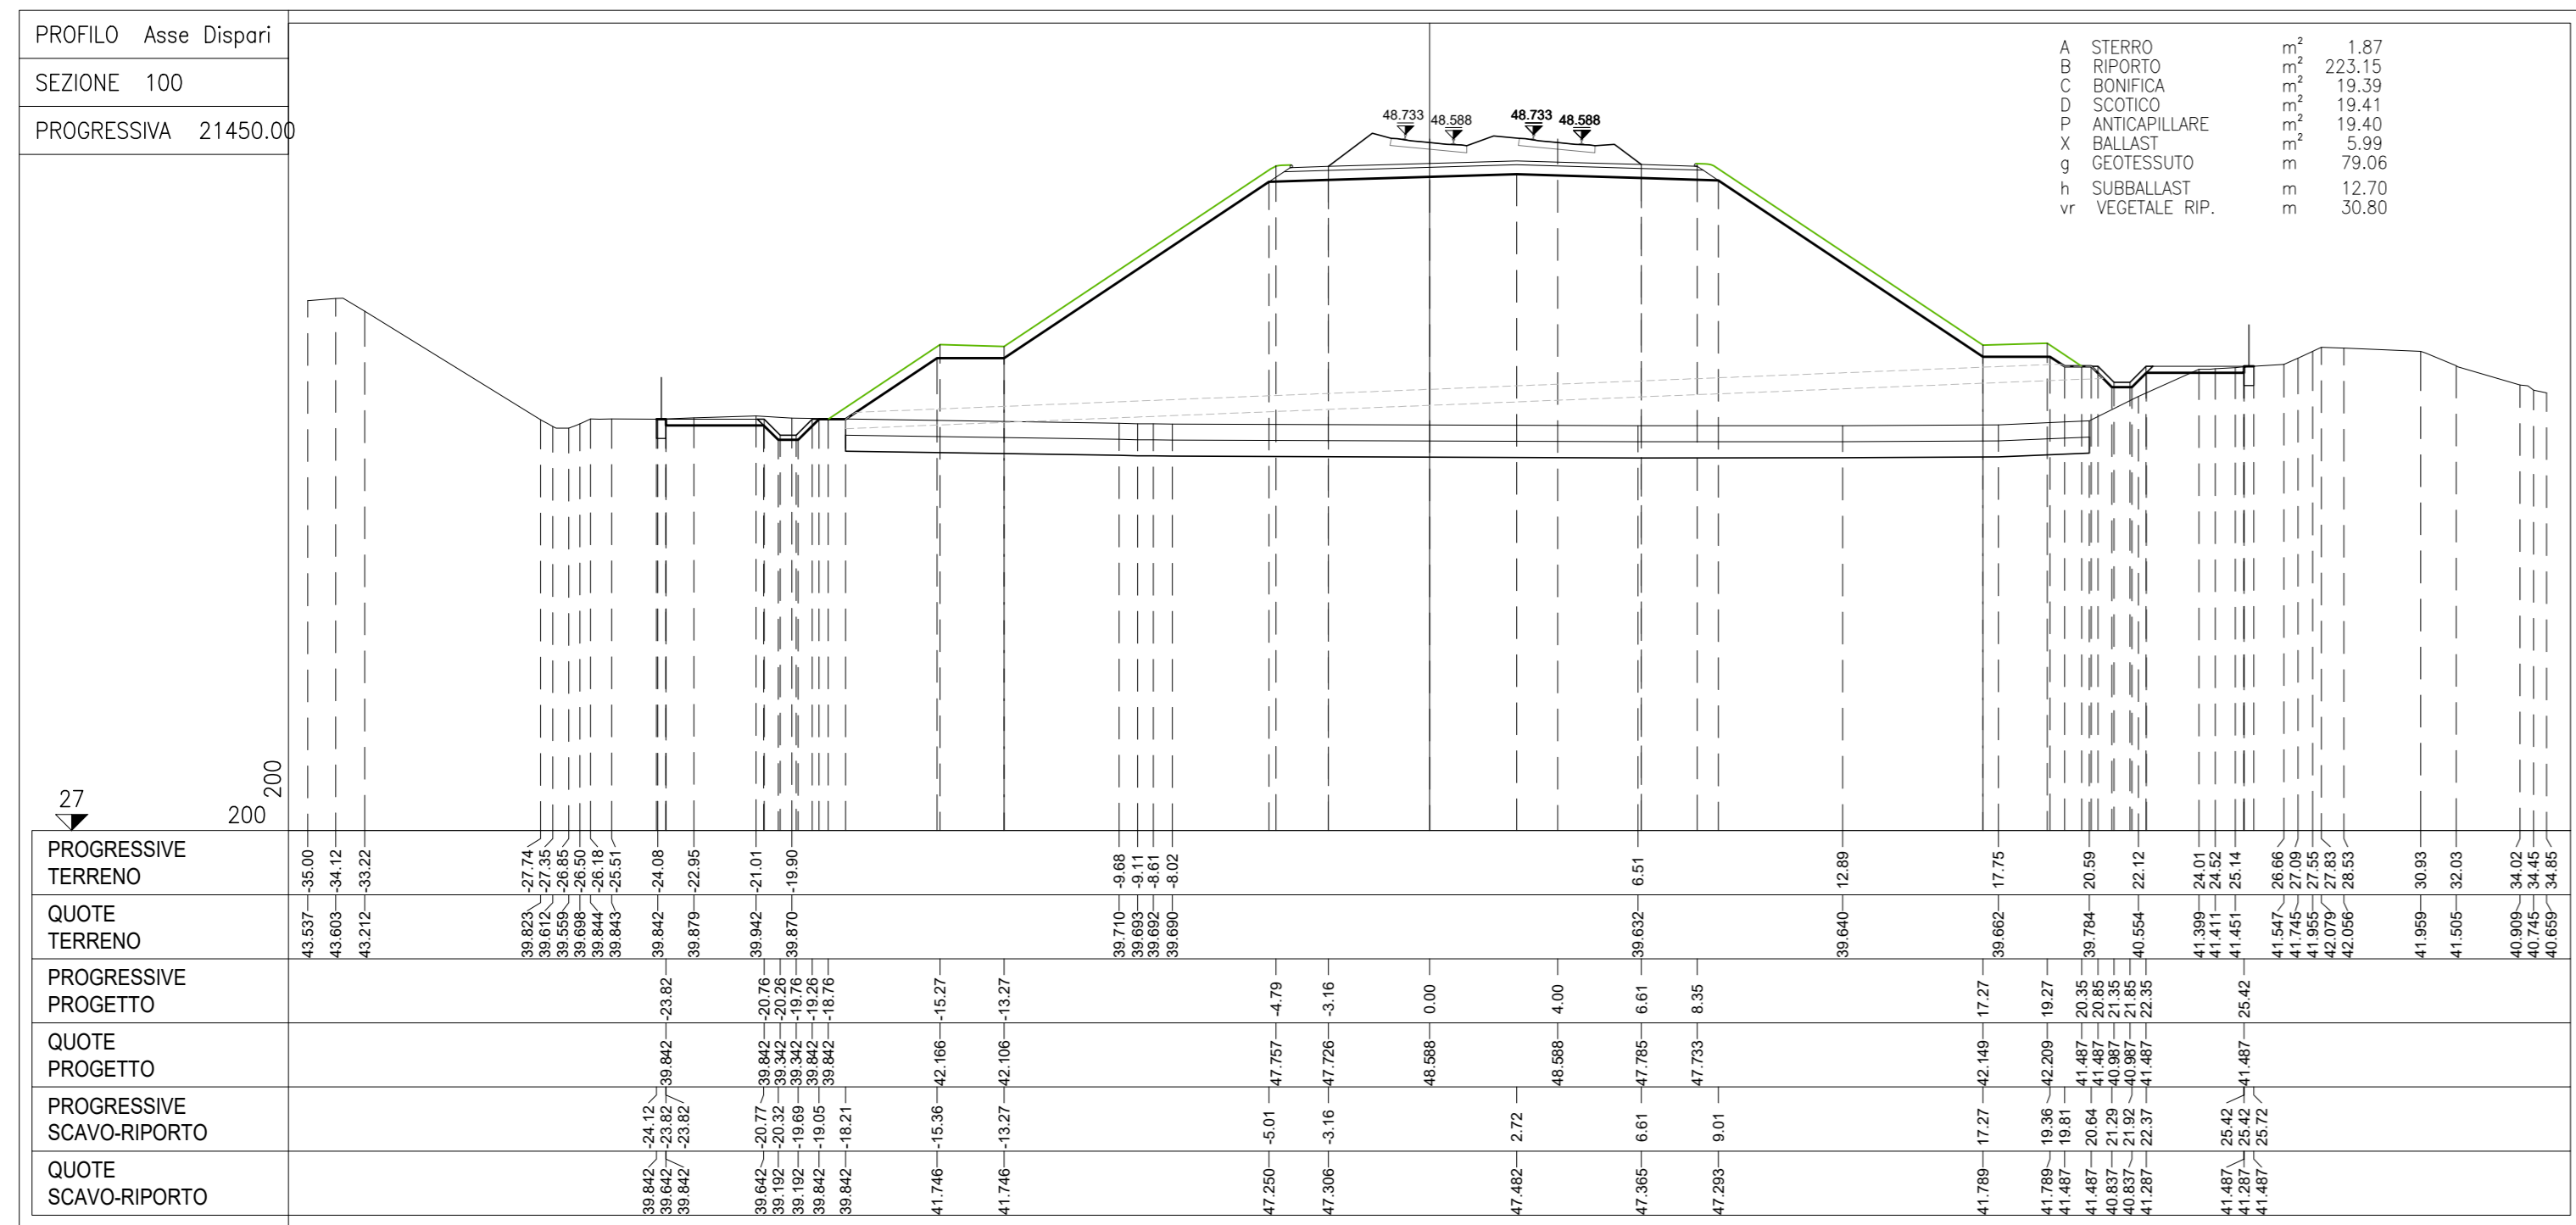 PROFILO Asse Dispari
SEZIONE 100
PROGRESSIVA 21450.00
A STERRO m² 1.87
B RIPORTO m² 223.15
C BONIFICA m² 19.39
D SCOTICO m² 19.41
P ANTICAPILLARE m² 19.40
X BALLAST m² 5.99
g GEOTESSUTO m 79.06
h SUBBALLAST m 12.70
vr VEGETALE RIP. m 30.80
48.733 48.588 48.733 48.588
200
27 200
PROGRESSIVE TERRENO
-35.00 -34.12 -33.22 -27.74 -27.35 -26.85 -26.50 -26.18 -25.51 -24.08 -22.95 -21.01 -19.90 -9.68 -9.11 -8.61 -8.02 6.51 12.89 17.75 20.59 22.12 24.01 24.52 25.14 26.66 27.09 27.55 27.83 28.53 30.93 32.03 34.02 34.45 34.85
QUOTE TERRENO
43.537 43.603 43.212 39.823 39.612 39.559 39.698 39.844 39.843 39.842 39.879 39.942 39.870 39.710 39.693 39.692 39.690 39.632 39.640 39.662 39.784 40.554 41.399 41.411 41.451 41.547 41.745 41.955 42.079 42.056 41.959 41.505 40.909 40.745 40.659
PROGRESSIVE PROGETTO
-23.82 -20.76 -20.26 -19.76 -19.26 -18.76 -15.27 -13.27 -4.79 -3.16 0.00 4.00 6.61 8.35 17.27 19.27 20.35 20.85 21.35 21.85 22.35 25.42
QUOTE PROGETTO
39.842 39.842 39.342 39.342 39.842 39.842 42.166 42.106 47.757 47.726 48.588 48.588 47.785 47.733 42.149 42.209 41.487 41.487 40.987 40.987 41.487 41.487
PROGRESSIVE SCAVO-RIPORTO
-24.12 -23.82 -23.82 -20.77 -20.32 -19.69 -19.05 -18.21 -15.36 -13.27 -5.01 -3.16 2.72 6.61 9.01 17.27 19.36 19.81 20.64 21.29 21.92 22.37 25.42 25.42 25.72
QUOTE SCAVO-RIPORTO
39.842 39.642 39.842 39.642 39.192 39.192 39.842 39.842 41.746 41.746 47.250 47.306 47.482 47.365 47.293 41.789 41.789 41.487 41.487 40.837 40.837 41.287 41.487 41.287 41.487